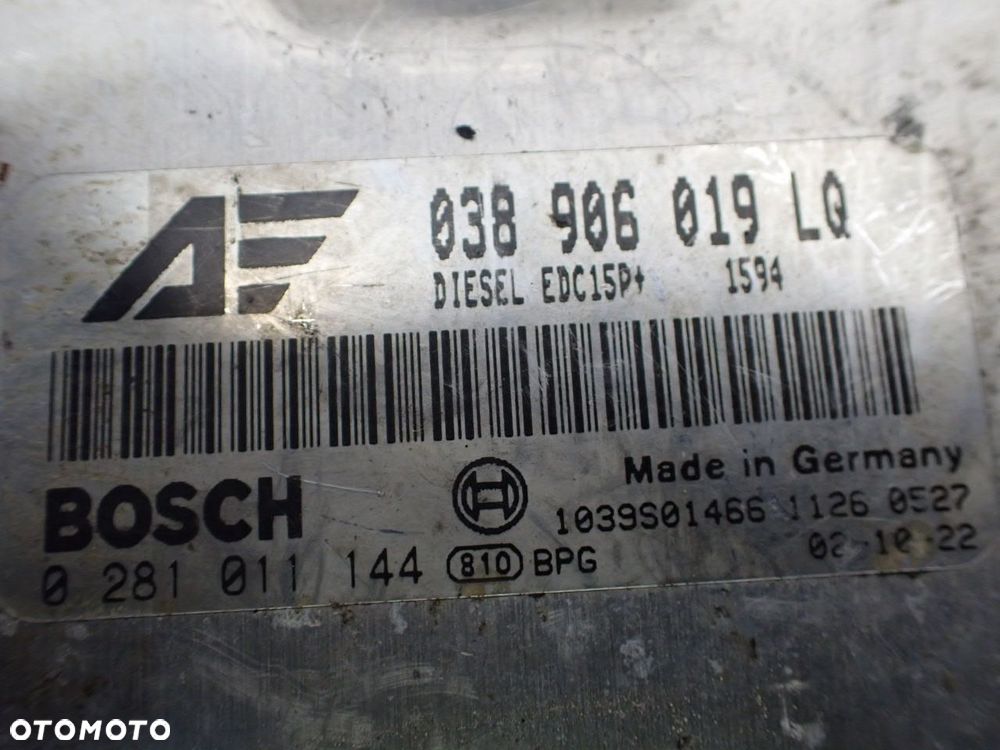 AE 038 906 019 LQ
DIESEL EDC15P+ 1594
BOSCH Made in Germany
1039S01466 1126 0527
0 281 011 144 810 BPG 02-10-22
OTOMOTO